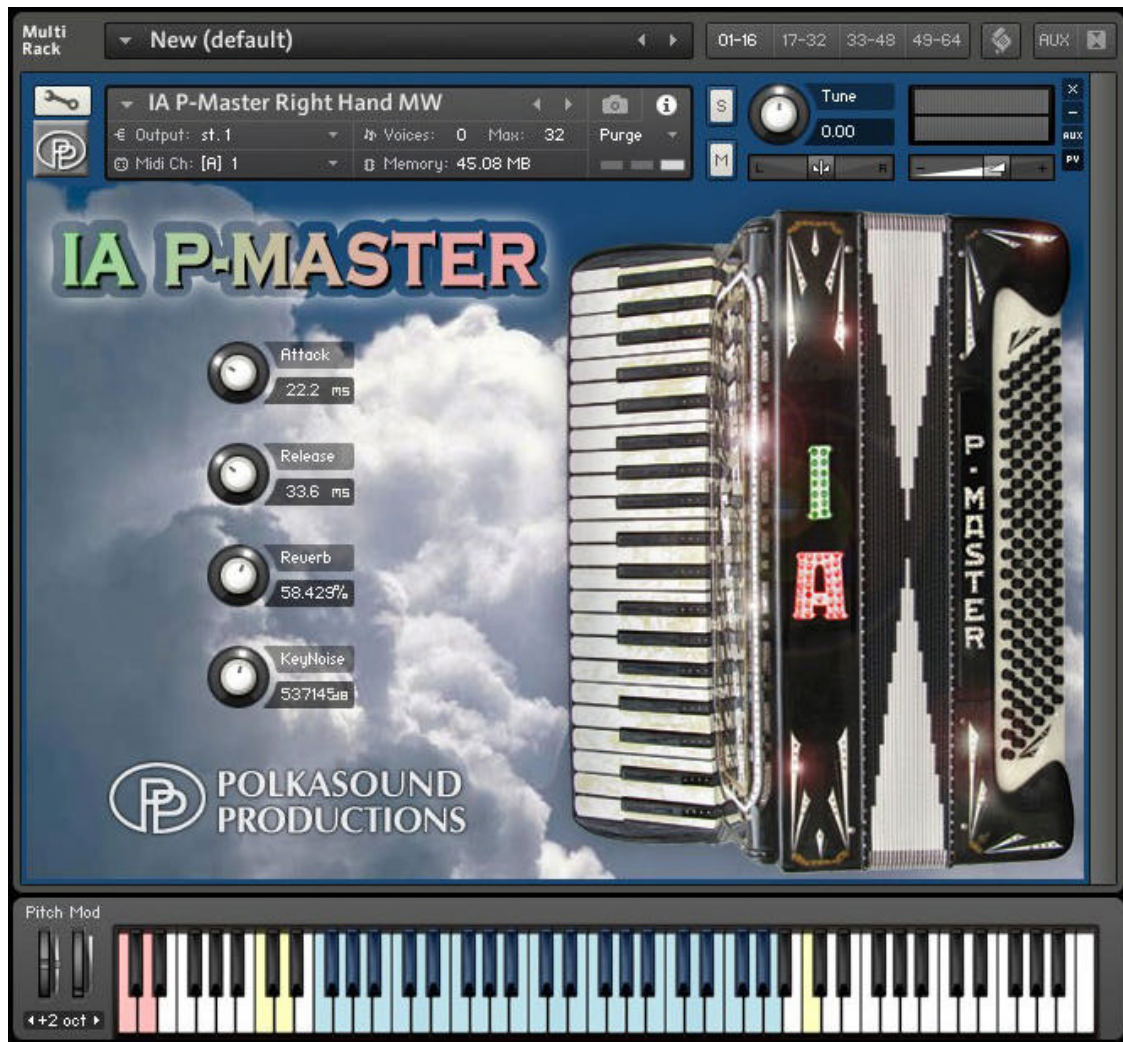 Multi
Rack
New (default)
01-16 17-32 33-48 49-64
AUX
IA P-Master Right Hand MW
Output: st. 1
Voices: 0 Max: 32
Purge
Midi Ch: [A] 1
Memory: 45.08 MB
S
M
Tune
0.00
L R
- +
×
-
AUX
PV
PP
IA P-MASTER
Attack
22.2 ms
Release
33.6 ms
Reverb
58.429%
KeyNoise
537145dB
I
A
P-MASTER
PP
POLKASOUND
PRODUCTIONS
Pitch Mod
+2 oct